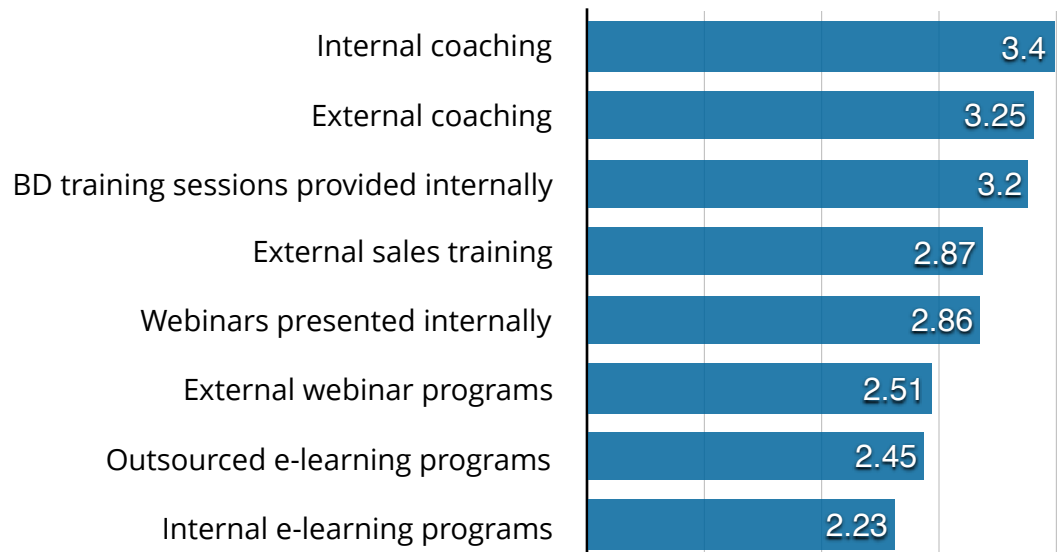 Internal coaching 3.4
External coaching 3.25
BD training sessions provided internally 3.2
External sales training 2.87
Webinars presented internally 2.86
External webinar programs 2.51
Outsourced e-learning programs 2.45
Internal e-learning programs 2.23